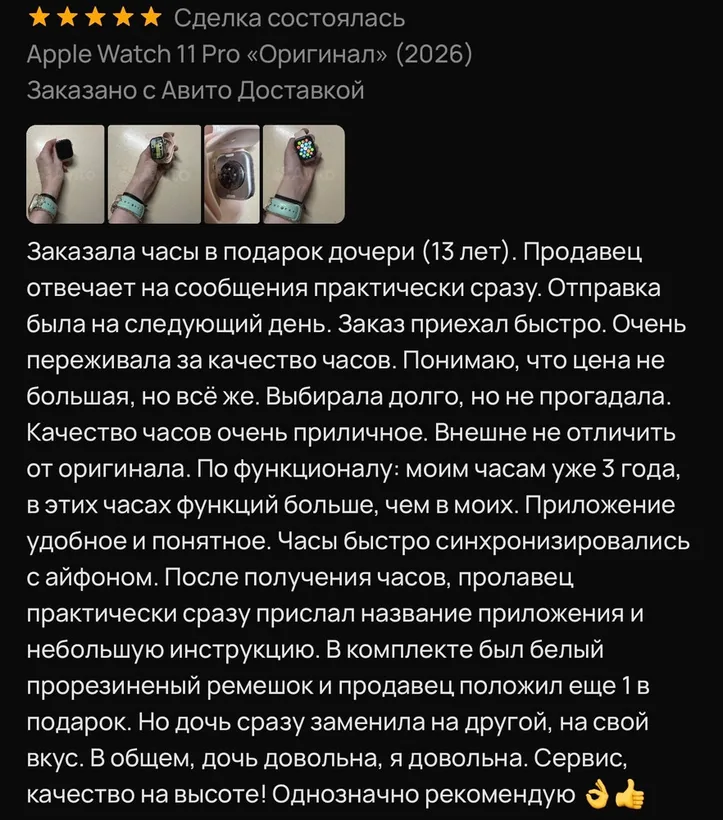 Сделка состоялась
Apple Watch 11 Pro «Оригинал» (2026)
Заказано с Авито Доставкой
Заказала часы в подарок дочери (13 лет). Продавец
отвечает на сообщения практически сразу. Отправка
была на следующий день. Заказ приехал быстро. Очень
переживала за качество часов. Понимаю, что цена не
большая, но всё же. Выбирала долго, но не прогадала.
Качество часов очень приличное. Внешне не отличить
от оригинала. По функционалу: моим часам уже 3 года,
в этих часах функций больше, чем в моих. Приложение
удобное и понятное. Часы быстро синхронизировались
с айфоном. После получения часов, пролавец
практически сразу прислал название приложения и
небольшую инструкцию. В комплекте был белый
прорезиненый ремешок и продавец положил еще 1 в
подарок. Но дочь сразу заменила на другой, на свой
вкус. В общем, дочь довольна, я довольна. Сервис,
качество на высоте! Однозначно рекомендую 👌👍